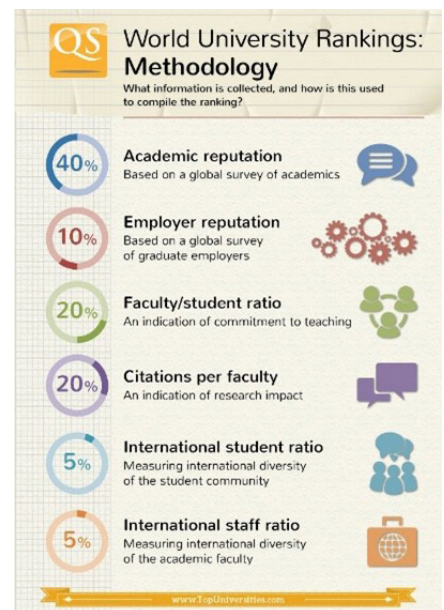 QS
World University Rankings:
Methodology
What information is collected, and how is this used
to compile the ranking?
40%
Academic reputation
Based on a global survey of academics
10%
Employer reputation
Based on a global survey
of graduate employers
20%
Faculty/student ratio
An indication of commitment to teaching
20%
Citations per faculty
An indication of research impact
5%
International student ratio
Measuring international diversity
of the student community
5%
International staff ratio
Measuring international diversity
of the academic faculty
www.TopUniversities.com